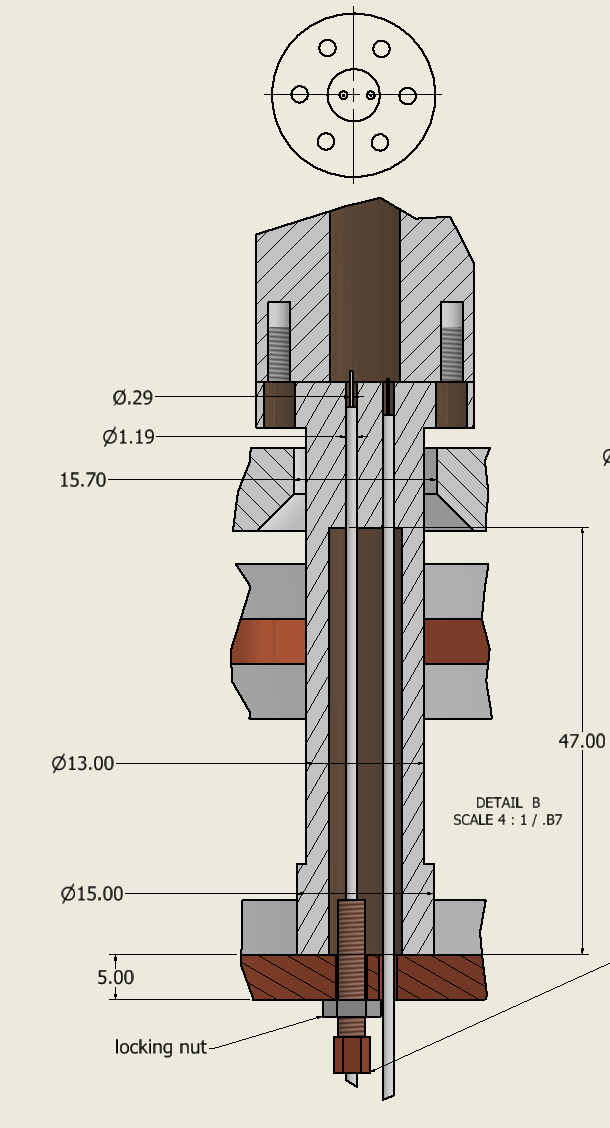 Ø.29
Ø1.19
15.70
Ø
47.00
Ø13.00
DETAIL B
SCALE 4 : 1 / .B7
Ø15.00
5.00
locking nut